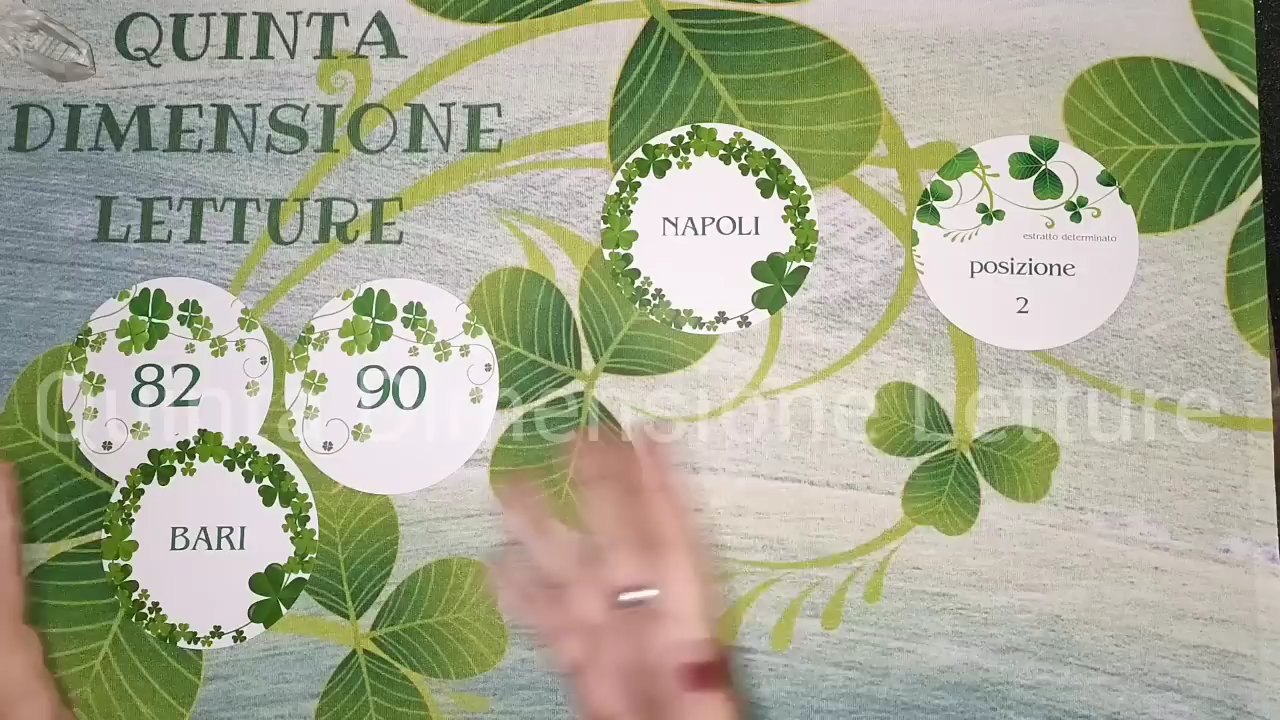 QUINTA
DIMENSIONE
LETTURE
NAPOLI
estratto determinato
posizione
2
82
90
BARI
Quinta Dimensione Letture